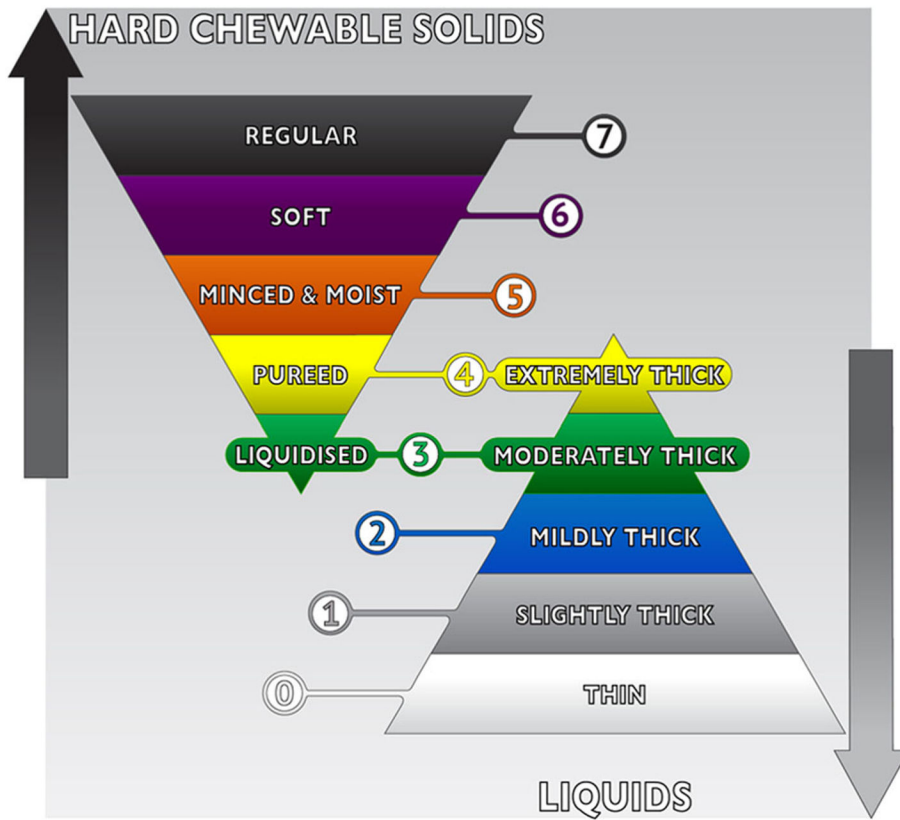 HARD CHEWABLE SOLIDS
REGULAR
7
SOFT
6
MINCED & MOIST
5
PUREED
4
EXTREMELY THICK
LIQUIDISED
3
MODERATELY THICK
2
MILDLY THICK
1
SLIGHTLY THICK
0
THIN
LIQUIDS